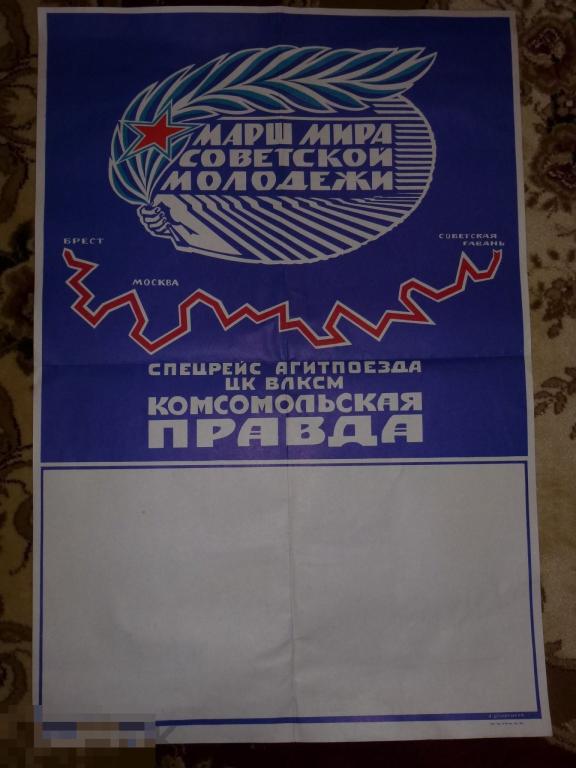 МАРШ МИРА
СОВЕТСКОЙ
МОЛОДЕЖИ
БРЕСТ
СОВЕТСКАЯ
ГАВАНЬ
МОСКВА
СПЕЦРЕЙС АГИТПОЕЗДА
ЦК ВЛКСМ
КОМСОМОЛЬСКАЯ
ПРАВДА